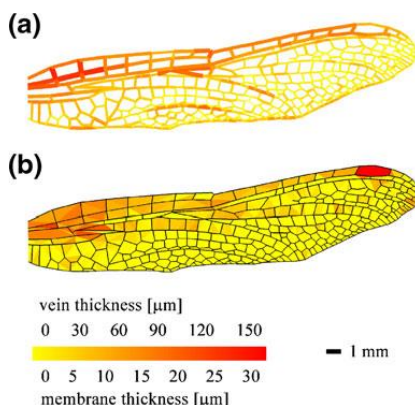 (a)
(b)
vein thickness [μm]
0 30 60 90 120 150
0 5 10 15 20 25 30
membrane thickness [μm]
1 mm